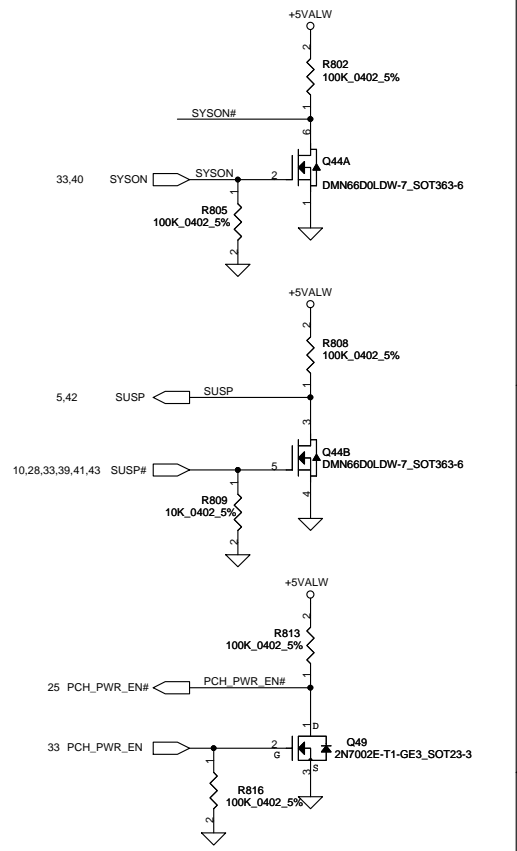 +5VALW
2
R802
100K_0402_5%
1
SYSON#
6
Q44A
33,40 SYSON SYSON 2
DMN66D0LDW-7_SOT363-6
1
1
R805
100K_0402_5%
2
+5VALW
2
R808
100K_0402_5%
1
5,42 SUSP SUSP
3
Q44B
10,28,33,39,41,43 SUSP# 5
DMN66D0LDW-7_SOT363-6
1
4
R809
10K_0402_5%
2
+5VALW
2
R813
100K_0402_5%
1
25 PCH_PWR_EN# PCH_PWR_EN#
1 D
Q49
33 PCH_PWR_EN 2
2N7002E-T1-GE3_SOT23-3
G
3 S
1
R816
100K_0402_5%
2